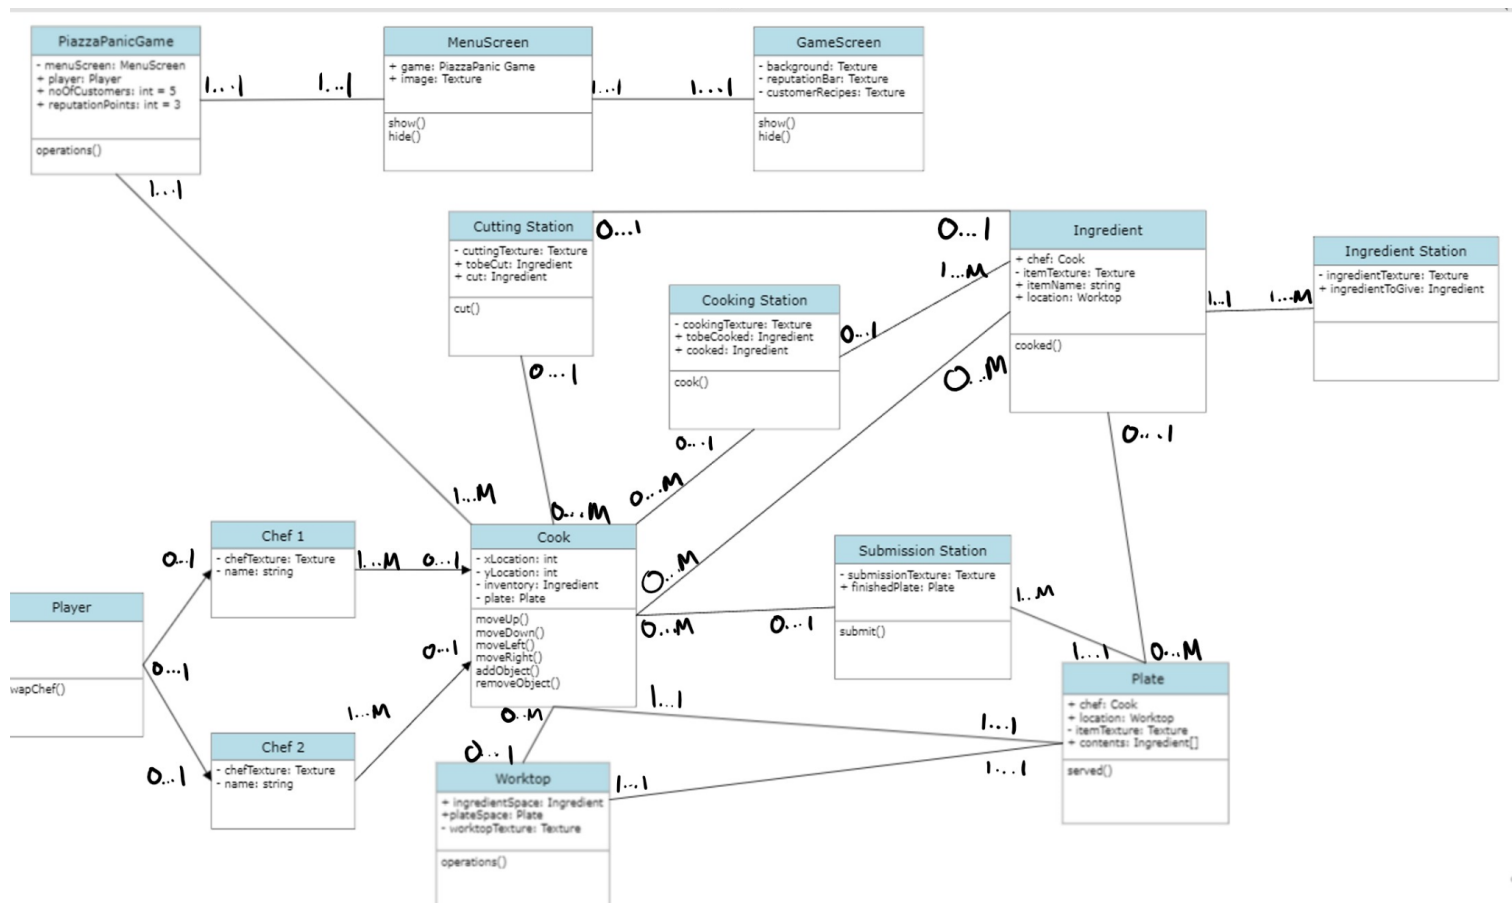 PiazzaPanicGame
- menuScreen: MenuScreen
+ player: Player
+ noOfCustomers: int = 5
+ reputationPoints: int = 3
operations()
1...1
1...1
MenuScreen
+ game: PiazzaPanic Game
+ image: Texture
show()
hide()
1...1
1...1
GameScreen
- background: Texture
- reputationBar: Texture
- customerRecipes: Texture
show()
hide()
1...1
Cutting Station
- cuttingTexture: Texture
+ tobeCut: Ingredient
+ cut: Ingredient
cut()
0...1
0...1
0...1
Cooking Station
- cookingTexture: Texture
+ tobeCooked: Ingredient
+ cooked: Ingredient
cook()
1...M
0...1
0...1
Ingredient
+ chef: Cook
- itemTexture: Texture
+ itemName: string
+ location: Worktop
cooked()
1...1
1...M
0...M
0...1
Ingredient Station
- ingredientTexture: Texture
+ ingredientToGive: Ingredient
1...M
0...M
0...M
Chef 1
- chefTexture: Texture
- name: string
0..1
1...M
0...1
Cook
- xLocation: int
- yLocation: int
- inventory: Ingredient
- plate: Plate
moveUp()
moveDown()
moveLeft()
moveRight()
addObject()
removeObject()
0...M
0...M
0...1
Submission Station
- submissionTexture: Texture
+ finishedPlate: Plate
submit()
1...M
1...1
0...M
Player
wapChef()
0...1
0...1
1...M
0...1
Chef 2
- chefTexture: Texture
- name: string
0...M
0...1
1...1
1...1
Plate
+ chef: Cook
+ location: Worktop
- itemTexture: Texture
+ contents: Ingredient[]
served()
Worktop
+ ingredientSpace: Ingredient
+plateSpace: Plate
- worktopTexture: Texture
operations()
1...1
1...1